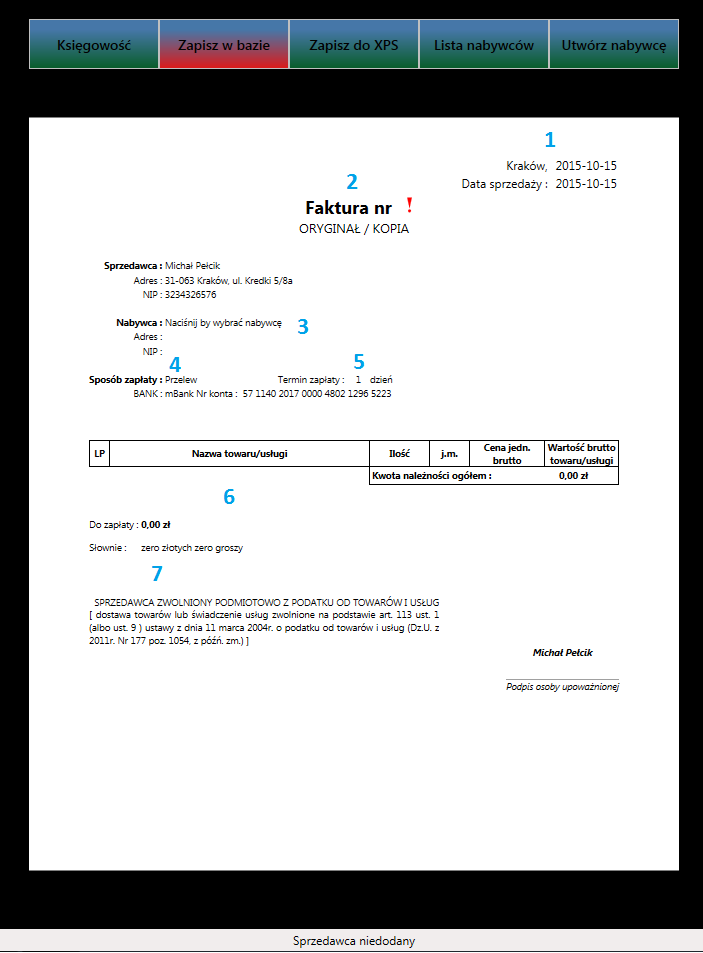 Księgowość Zapisz w bazie Zapisz do XPS Lista nabywców Utwórz nabywcę
1
Kraków, 2015-10-15
2
Data sprzedaży : 2015-10-15
Faktura nr !
ORYGINAŁ / KOPIA
Sprzedawca : Michał Pełcik
Adres : 31-063 Kraków, ul. Kredki 5/8a
NIP : 3234326576
Nabywca : Naciśnij by wybrać nabywcę 3
Adres :
NIP :
4 5
Sposób zapłaty : Przelew Termin zapłaty : 1 dzień
BANK : mBank Nr konta : 57 1140 2017 0000 4802 1296 5223
LP Nazwa towaru/usługi Ilość j.m. Cena jedn. brutto Wartość brutto towaru/usługi
Kwota należności ogółem : 0,00 zł
6
Do zapłaty : 0,00 zł
Słownie : zero złotych zero groszy
7
SPRZEDAWCA ZWOLNIONY PODMIOTOWO Z PODATKU OD TOWARÓW I USŁUG
[ dostawa towarów lub świadczenie usług zwolnione na podstawie art. 113 ust. 1
(albo ust. 9 ) ustawy z dnia 11 marca 2004r. o podatku od towarów i usług (Dz.U. z
2011r. Nr 177 poz. 1054, z późń. zm.) ]
Michał Pełcik
Podpis osoby upoważnionej
Sprzedawca niedodany